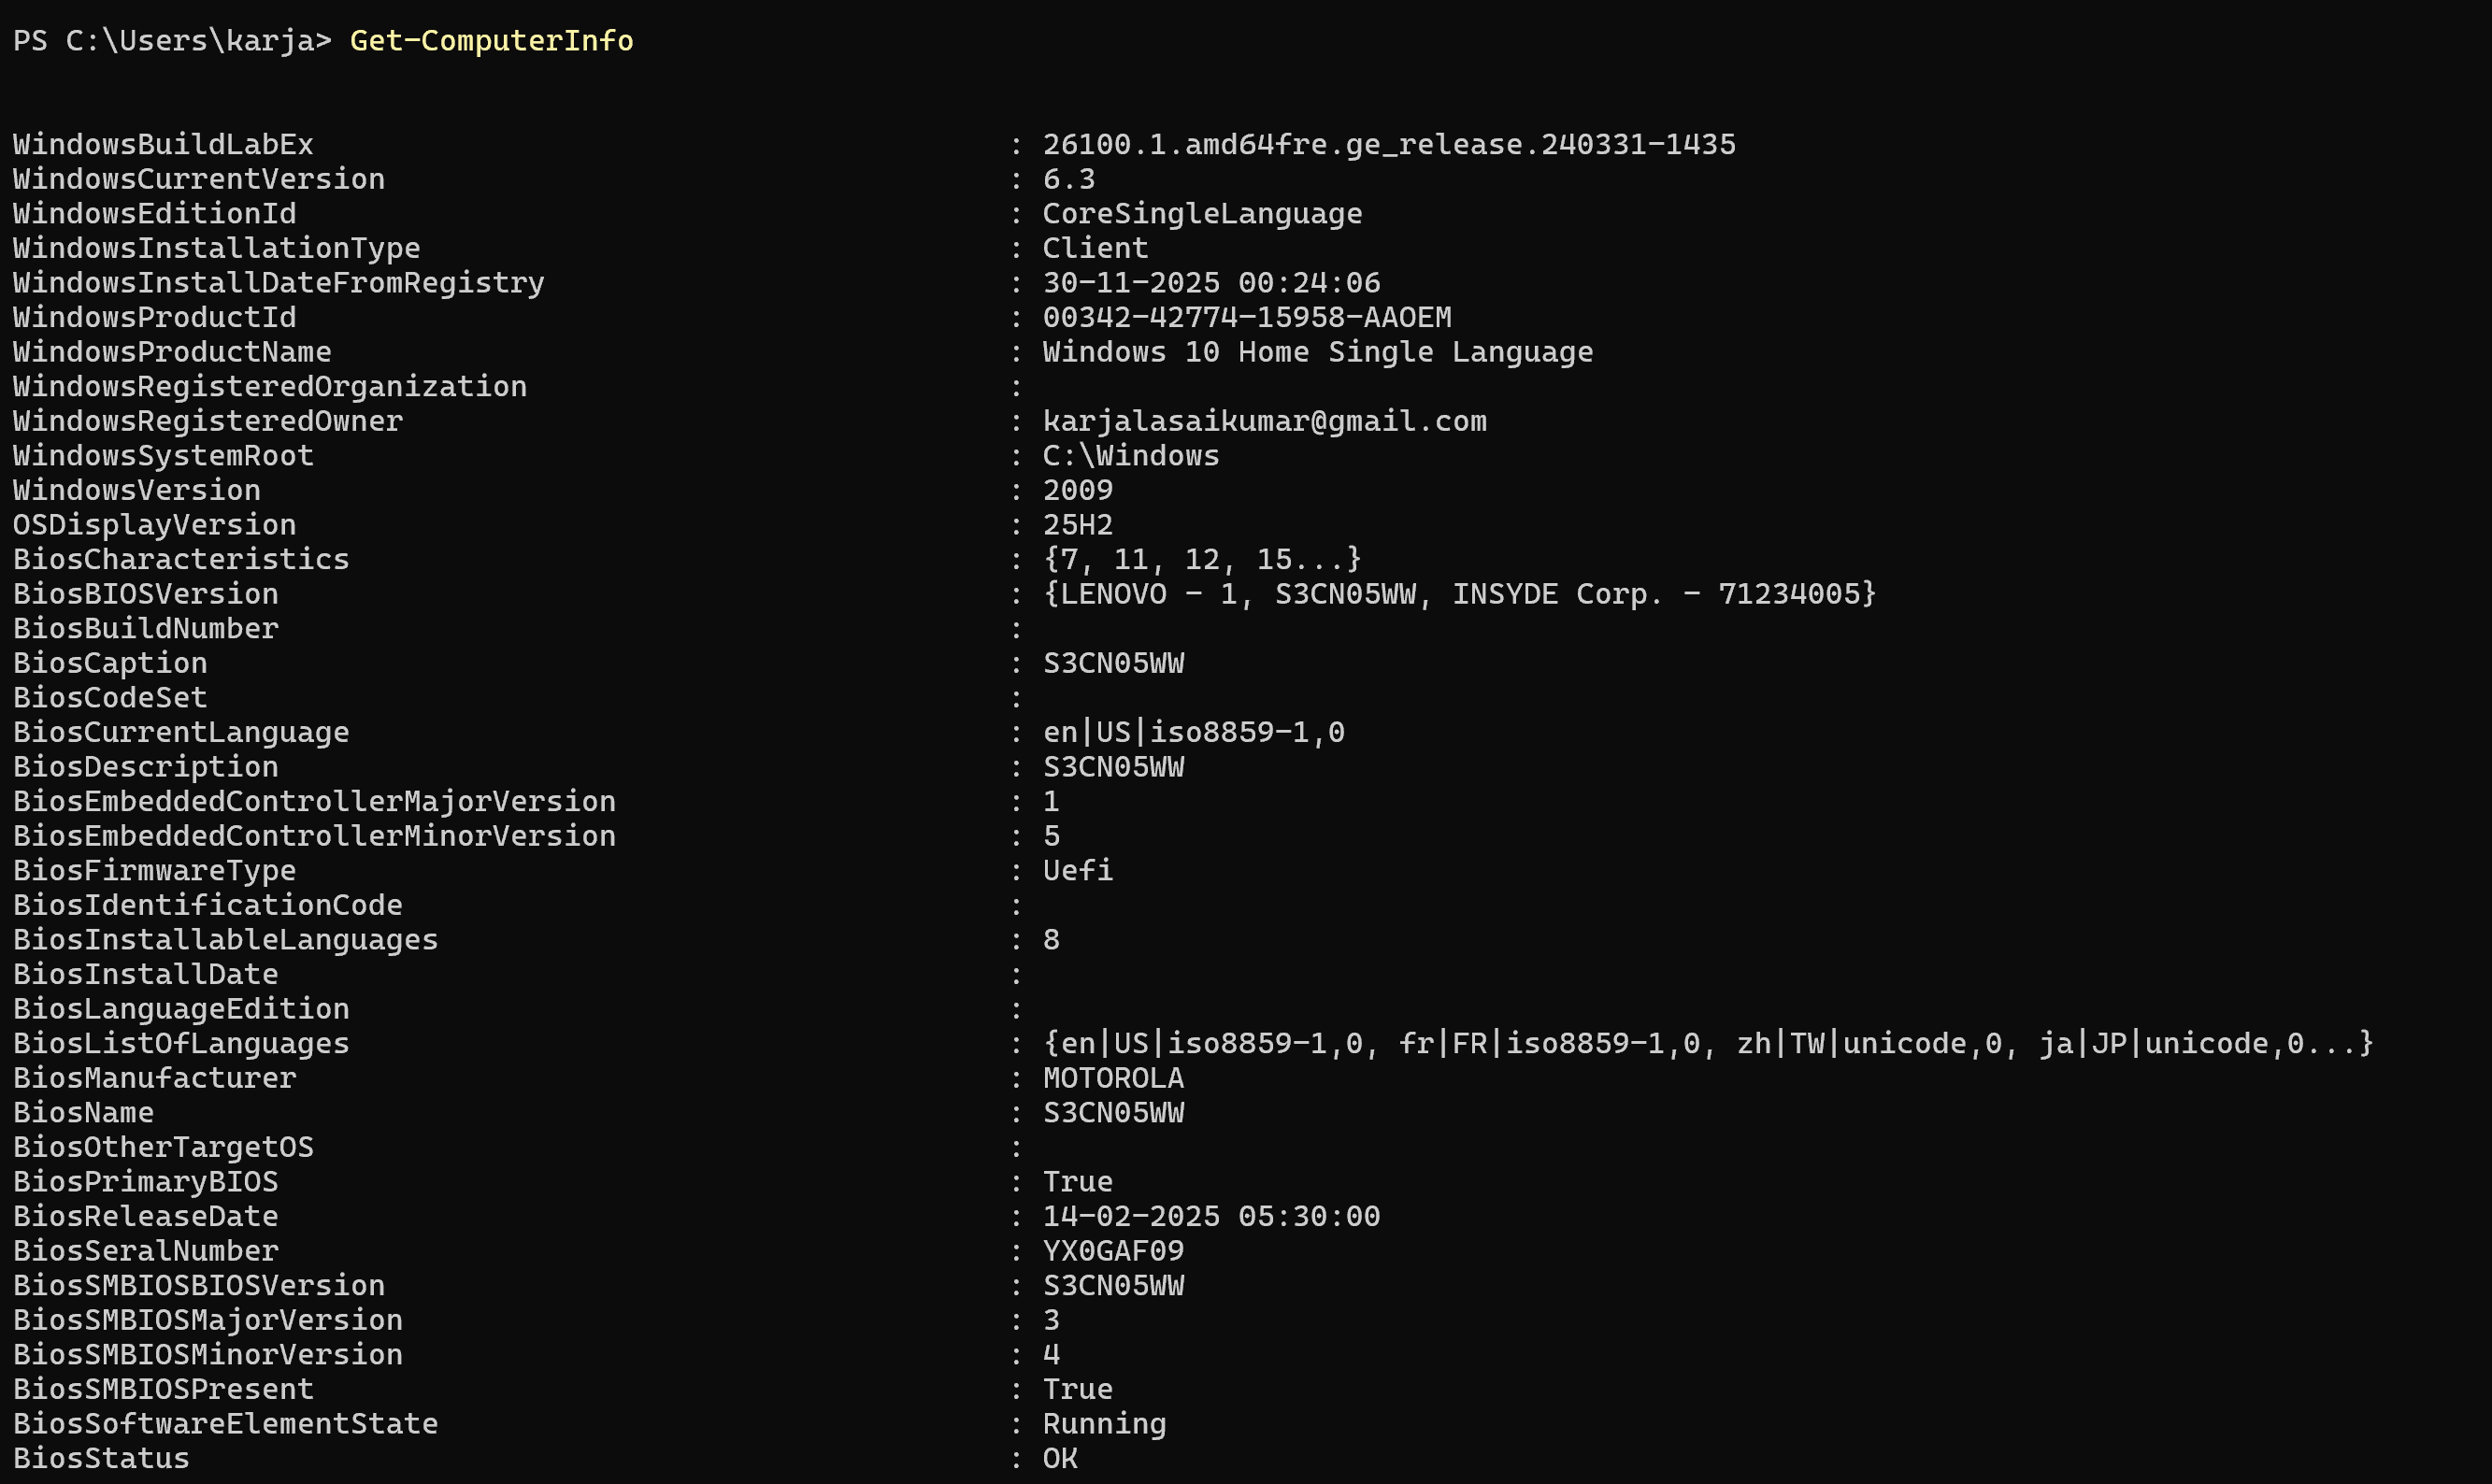 PS C:\Users\karja> Get-ComputerInfo
WindowsBuildLabEx : 26100.1.amd64fre.ge_release.240331-1435
WindowsCurrentVersion : 6.3
WindowsEditionId : CoreSingleLanguage
WindowsInstallationType : Client
WindowsInstallDateFromRegistry : 30-11-2025 00:24:06
WindowsProductId : 00342-42774-15958-AAOEM
WindowsProductName : Windows 10 Home Single Language
WindowsRegisteredOrganization :
WindowsRegisteredOwner : karjalasaikumar@gmail.com
WindowsSystemRoot : C:\Windows
WindowsVersion : 2009
OSDisplayVersion : 25H2
BiosCharacteristics : {7, 11, 12, 15...}
BiosBIOSVersion : {LENOVO - 1, S3CN05WW, INSYDE Corp. - 71234005}
BiosBuildNumber :
BiosCaption : S3CN05WW
BiosCodeSet :
BiosCurrentLanguage : en|US|iso8859-1,0
BiosDescription : S3CN05WW
BiosEmbeddedControllerMajorVersion : 1
BiosEmbeddedControllerMinorVersion : 5
BiosFirmwareType : Uefi
BiosIdentificationCode :
BiosInstallableLanguages : 8
BiosInstallDate :
BiosLanguageEdition :
BiosListOfLanguages : {en|US|iso8859-1,0, fr|FR|iso8859-1,0, zh|TW|unicode,0, ja|JP|unicode,0...}
BiosManufacturer : MOTOROLA
BiosName : S3CN05WW
BiosOtherTargetOS :
BiosPrimaryBIOS : True
BiosReleaseDate : 14-02-2025 05:30:00
BiosSeralNumber : YX0GAF09
BiosSMBIOSBIOSVersion : S3CN05WW
BiosSMBIOSMajorVersion : 3
BiosSMBIOSMinorVersion : 4
BiosSMBIOSPresent : True
BiosSoftwareElementState : Running
BiosStatus : OK